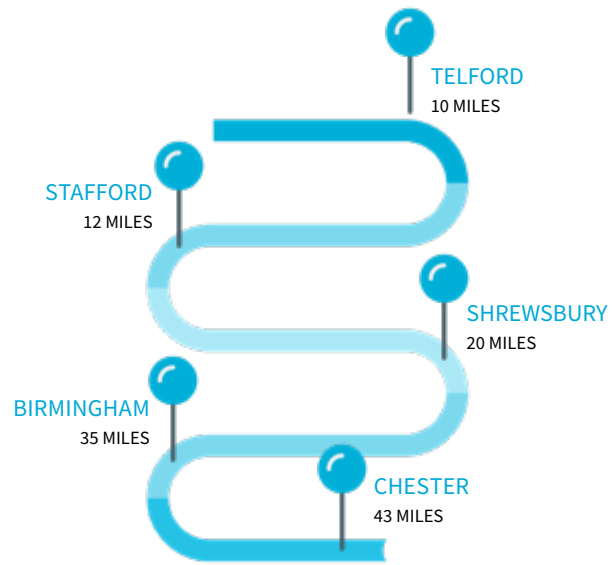 TELFORD
10 MILES
STAFFORD
12 MILES
SHREWSBURY
20 MILES
BIRMINGHAM
35 MILES
CHESTER
43 MILES